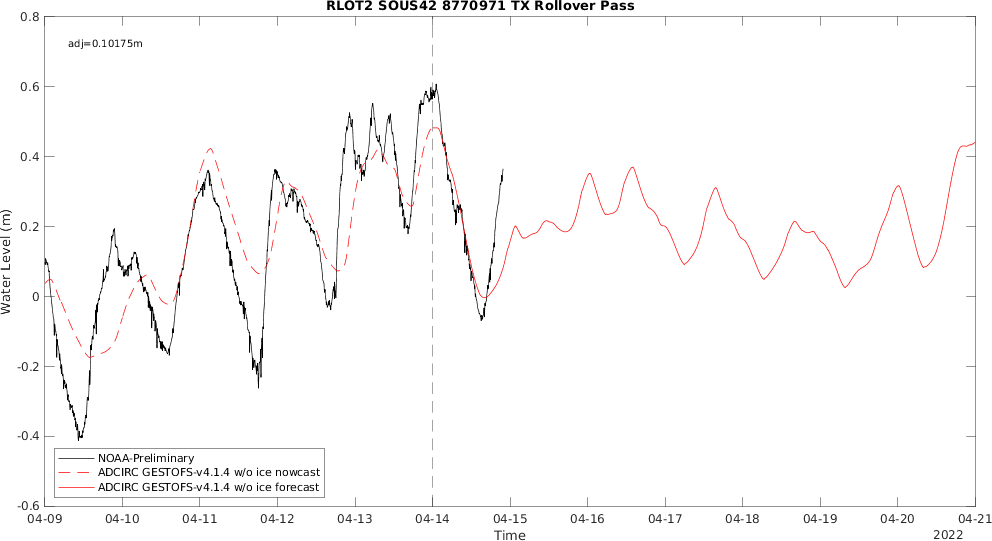 RLOT2 SOUS42 8770971 TX Rollover Pass
adj=0.10175m
Water Level (m)
0.8
0.6
0.4
0.2
0
-0.2
-0.4
-0.6
NOAA-Preliminary
ADCIRC GESTOFS-v4.1.4 w/o ice nowcast
ADCIRC GESTOFS-v4.1.4 w/o ice forecast
04-09 04-10 04-11 04-12 04-13 04-14 04-15 04-16 04-17 04-18 04-19 04-20 04-21
Time
2022